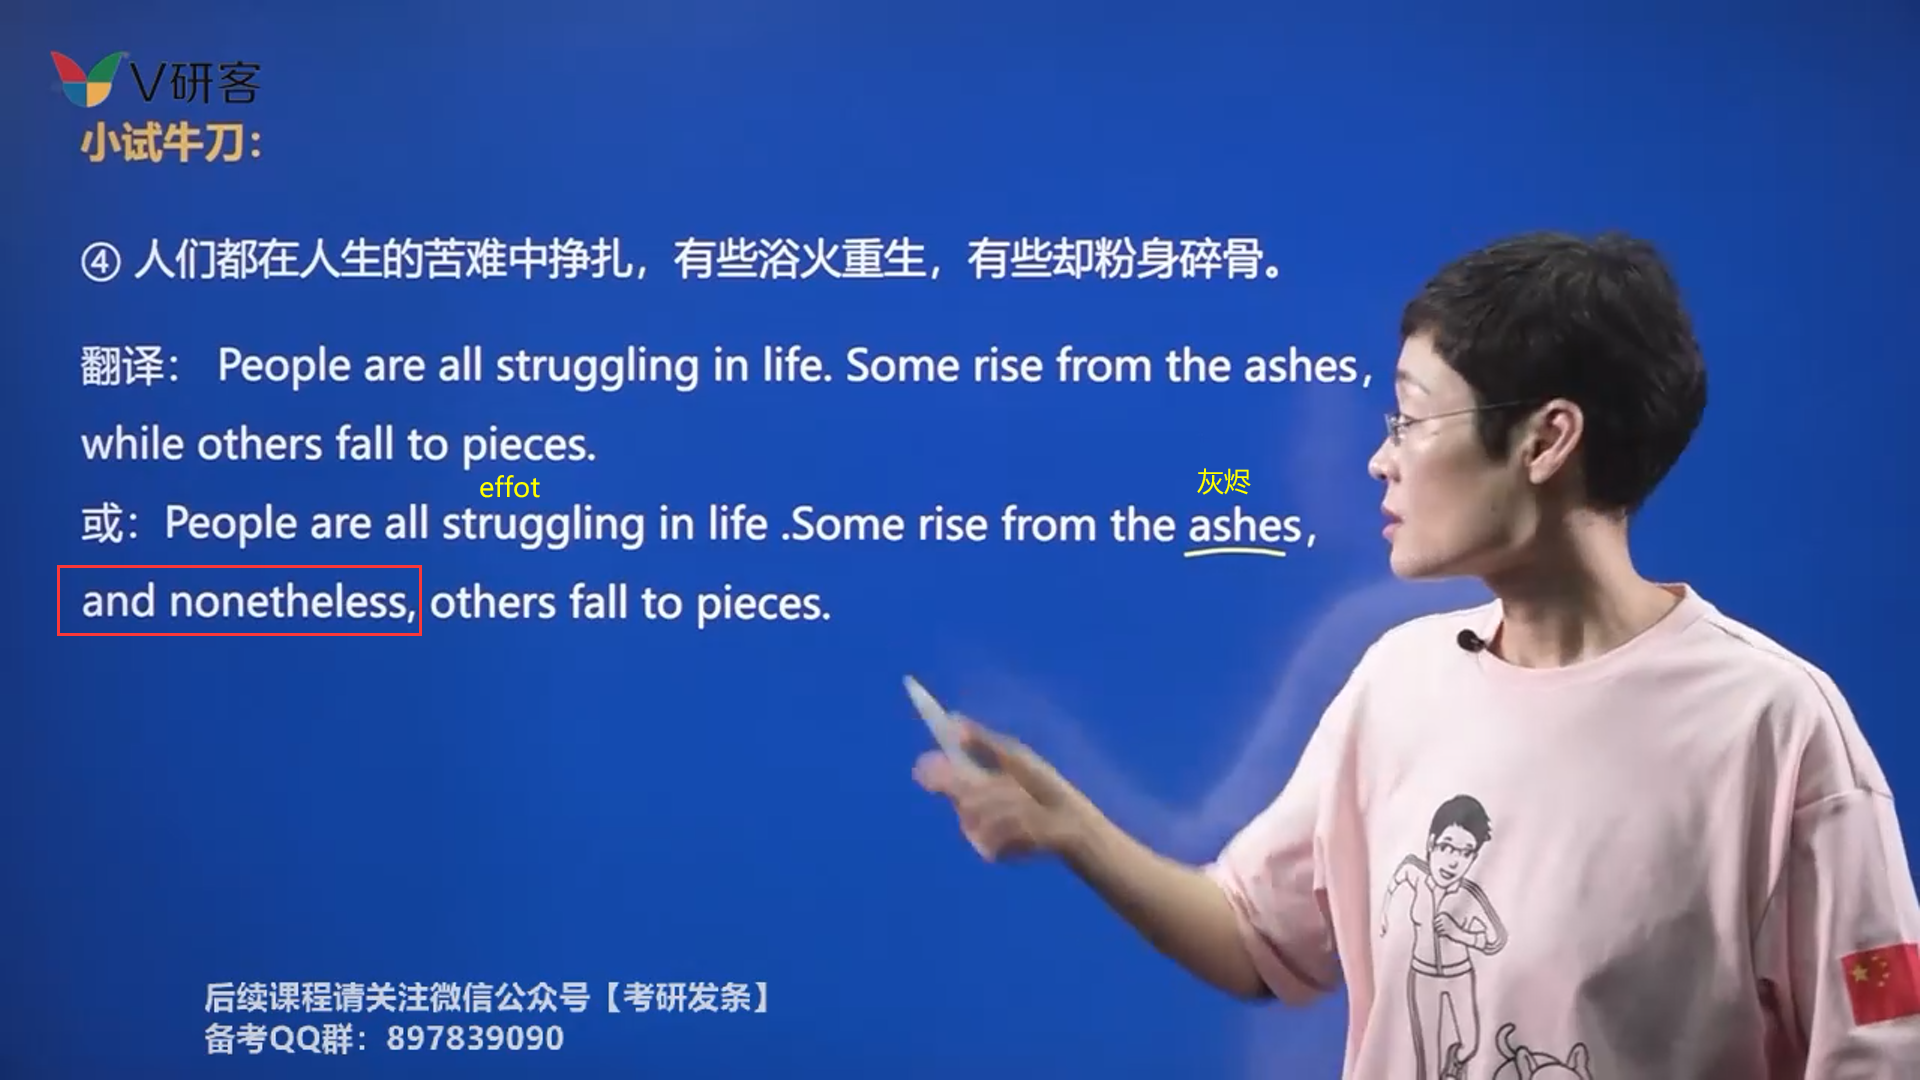 V研客
小试牛刀：
④ 人们都在人生的苦难中挣扎，有些浴火重生，有些却粉身碎骨。
翻译： People are all struggling in life. Some rise from the ashes,
while others fall to pieces.
effot
灰烬
或：People are all struggling in life .Some rise from the ashes,
and nonetheless, others fall to pieces.
后续课程请关注微信公众号【考研发条】
备考QQ群：897839090